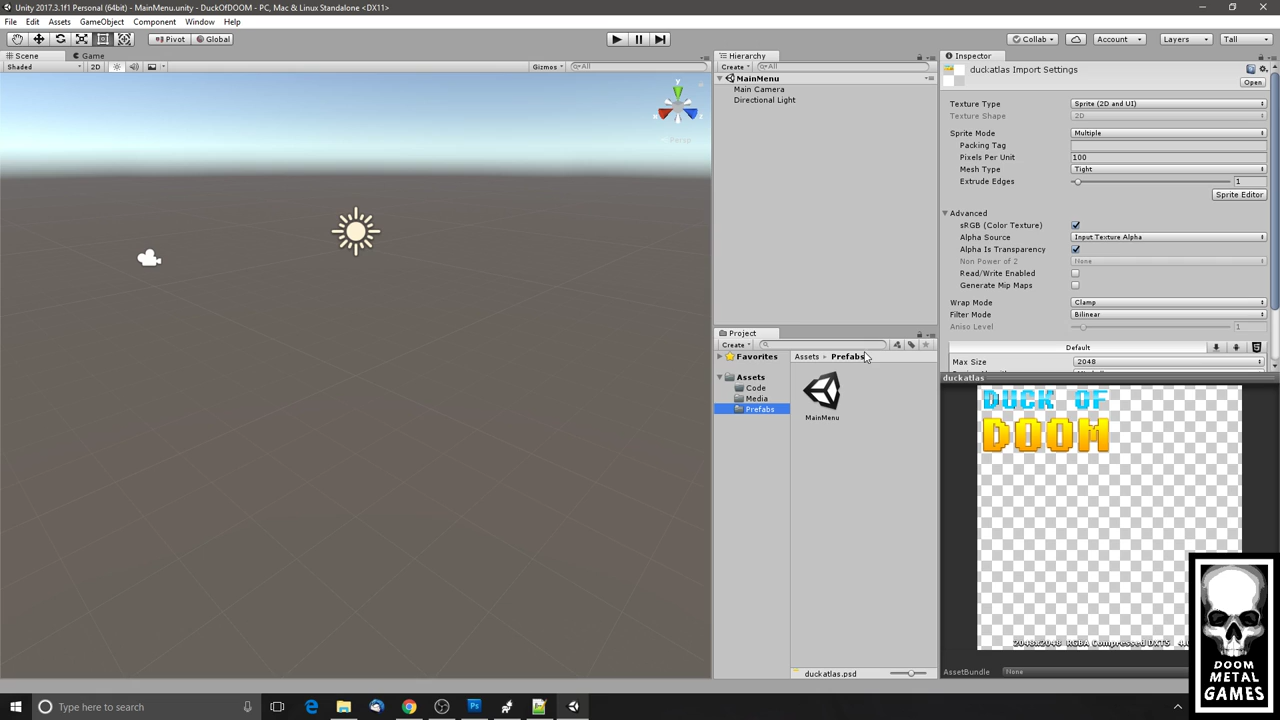 Unity 2017.3.1f1 Personal (64bit) - MainMenu.unity - DuckOfDOOM - PC, Mac & Linux Standalone <DX11>
File Edit Assets GameObject Component Window Help
Pivot Global
Collab Account Layers Tall
Scene Game
Shaded 2D Gizmos All
Persp
Hierarchy
Create All
MainMenu
Main Camera
Directional Light
Project
Create
Favorites
Assets
Code
Media
Prefabs
Assets Prefabs
MainMenu
duckatlas.psd
Inspector
duckatlas Import Settings
Open
Texture Type Sprite (2D and UI)
Texture Shape 2D
Sprite Mode Multiple
Packing Tag
Pixels Per Unit 100
Mesh Type Tight
Extrude Edges 1
Sprite Editor
Advanced
sRGB (Color Texture)
Alpha Source Input Texture Alpha
Alpha Is Transparency
Non Power of 2 None
Read/Write Enabled
Generate Mip Maps
Wrap Mode Clamp
Filter Mode Bilinear
Aniso Level 1
Default
Max Size 2048
duckatlas
DUCK OF
DOOM
2048x2048 RGBA Compressed DXT5
AssetBundle None
DOOM
METAL
GAMES
Type here to search